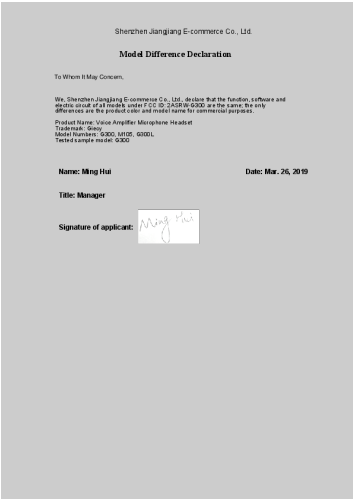 Shenzhen Jiangjiang E-commerce Co., Ltd.
Model Difference Declaration
To Whom It May Concern,
We, Shenzhen Jiangjiang E-commerce Co., Ltd., declare that the function, software and
electric circuit of all models under FCC ID: 2ASRW-G300 are the same; the only
differences are the product color and model name for commercial purposes.
Product Name: Voice Amplifier Microphone Headset
Trademark: Giecy
Model Numbers: G300, M105, G300L
Tested sample model: G300
Name: Ming Hui Date: Mar. 26, 2019
Title: Manager
Signature of applicant: Ming Hui